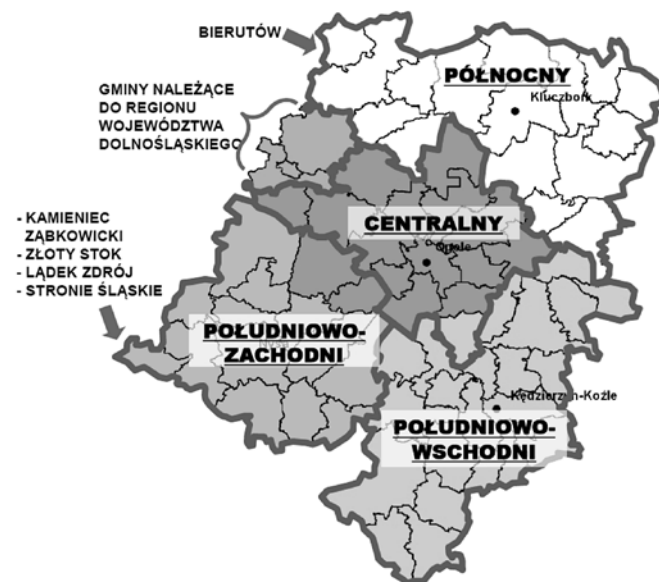 BIERUTÓW
PÓŁNOCNY
Kluczbork
GMINY NALEŻĄCE
DO REGIONU
WOJEWÓDZTWA
DOLNOŚLĄSKIEGO
CENTRALNY
Opole
- KAMIENIEC
ZĄBKOWICKI
- ZŁOTY STOK
- LĄDEK ZDRÓJ
- STRONIE ŚLĄSKIE
POŁUDNIOWO-
ZACHODNI
Kędzierzyn-Koźle
POŁUDNIOWO-
WSCHODNI